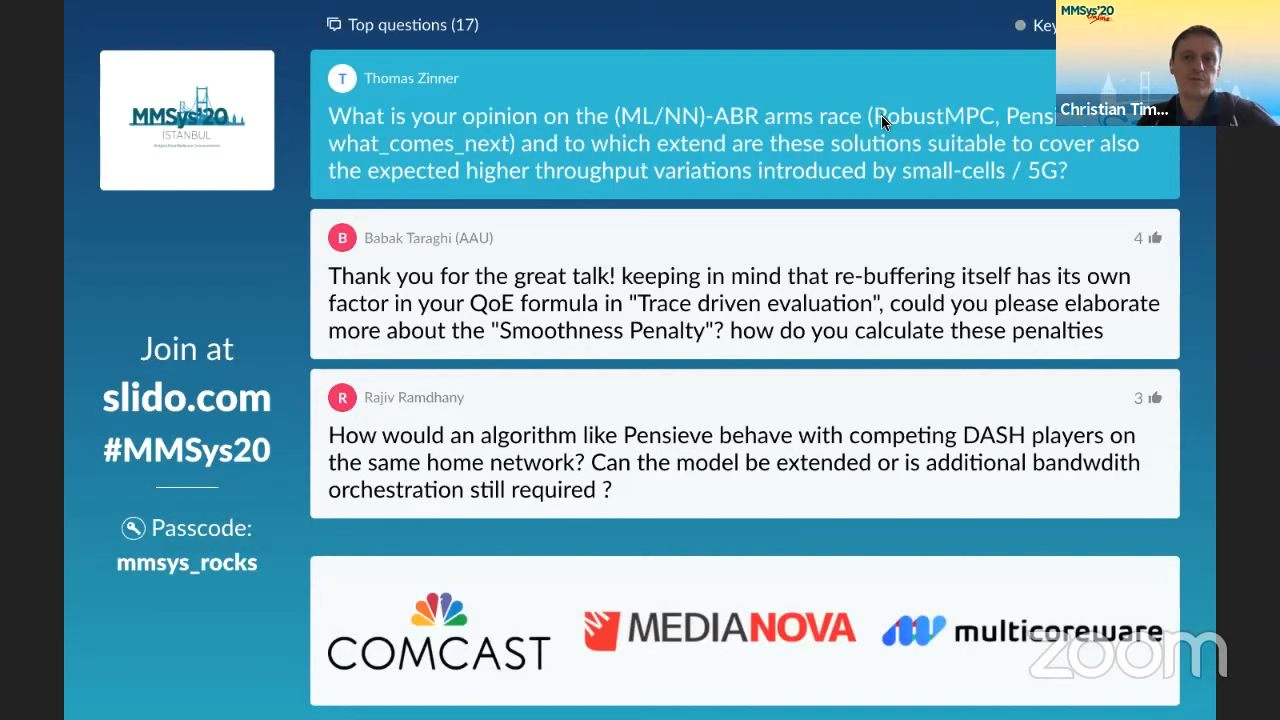 Top questions (17)
Key
MMSys'20
Online
Christian Tim...
MMSys'20
ISTANBUL
T
Thomas Zinner
What is your opinion on the (ML/NN)-ABR arms race (RobustMPC, Pensi
what_comes_next) and to which extend are these solutions suitable to cover also
the expected higher throughput variations introduced by small-cells / 5G?
B
Babak Taraghi (AAU)
4
Thank you for the great talk! keeping in mind that re-buffering itself has its own
factor in your QoE formula in "Trace driven evaluation", could you please elaborate
more about the "Smoothness Penalty"? how do you calculate these penalties
R
Rajiv Ramdhany
3
How would an algorithm like Pensieve behave with competing DASH players on
the same home network? Can the model be extended or is additional bandwdith
orchestration still required ?
Join at
slido.com
#MMSys20
Passcode:
mmsys_rocks
COMCAST
MEDIANOVA
multicoreware
zoom